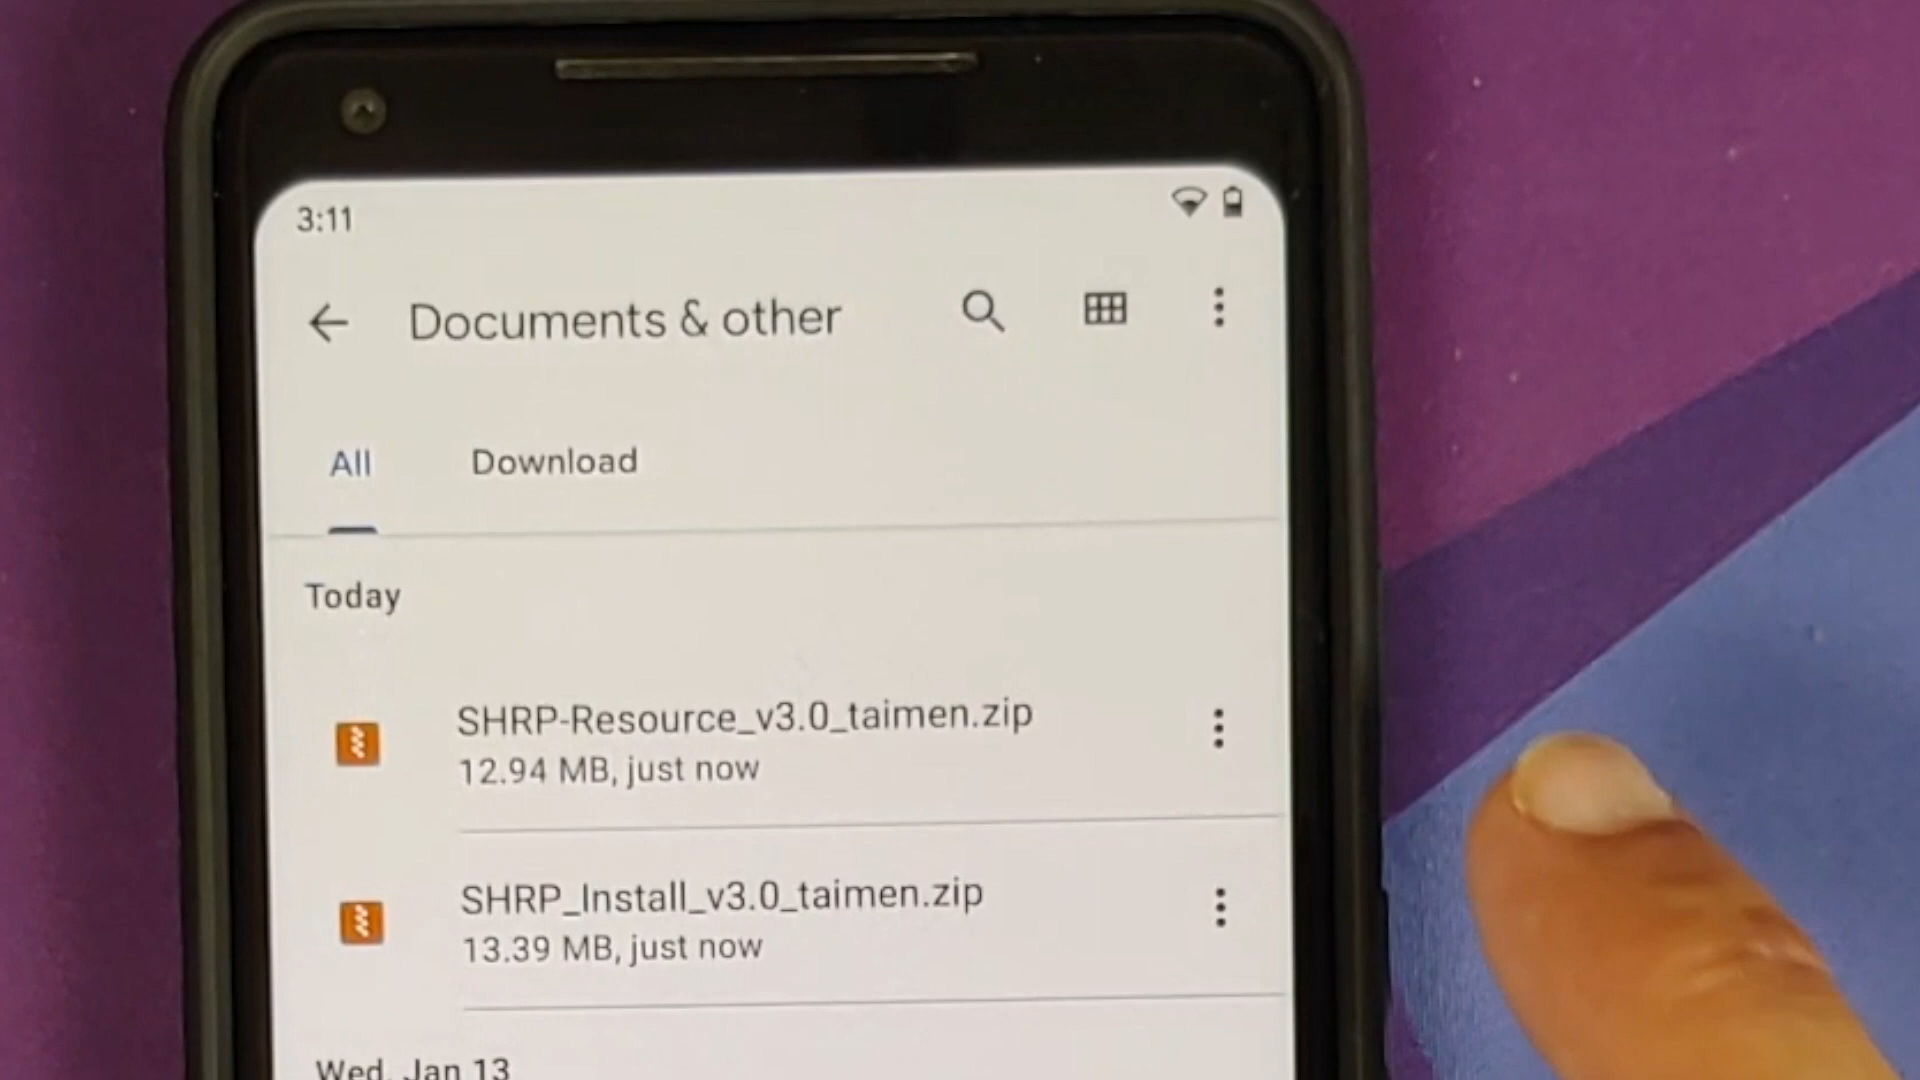 3:11
Documents & other
All
Download
Today
SHRP-Resource_v3.0_taimen.zip
12.94 MB, just now
SHRP_Install_v3.0_taimen.zip
13.39 MB, just now
Wed, Jan 13